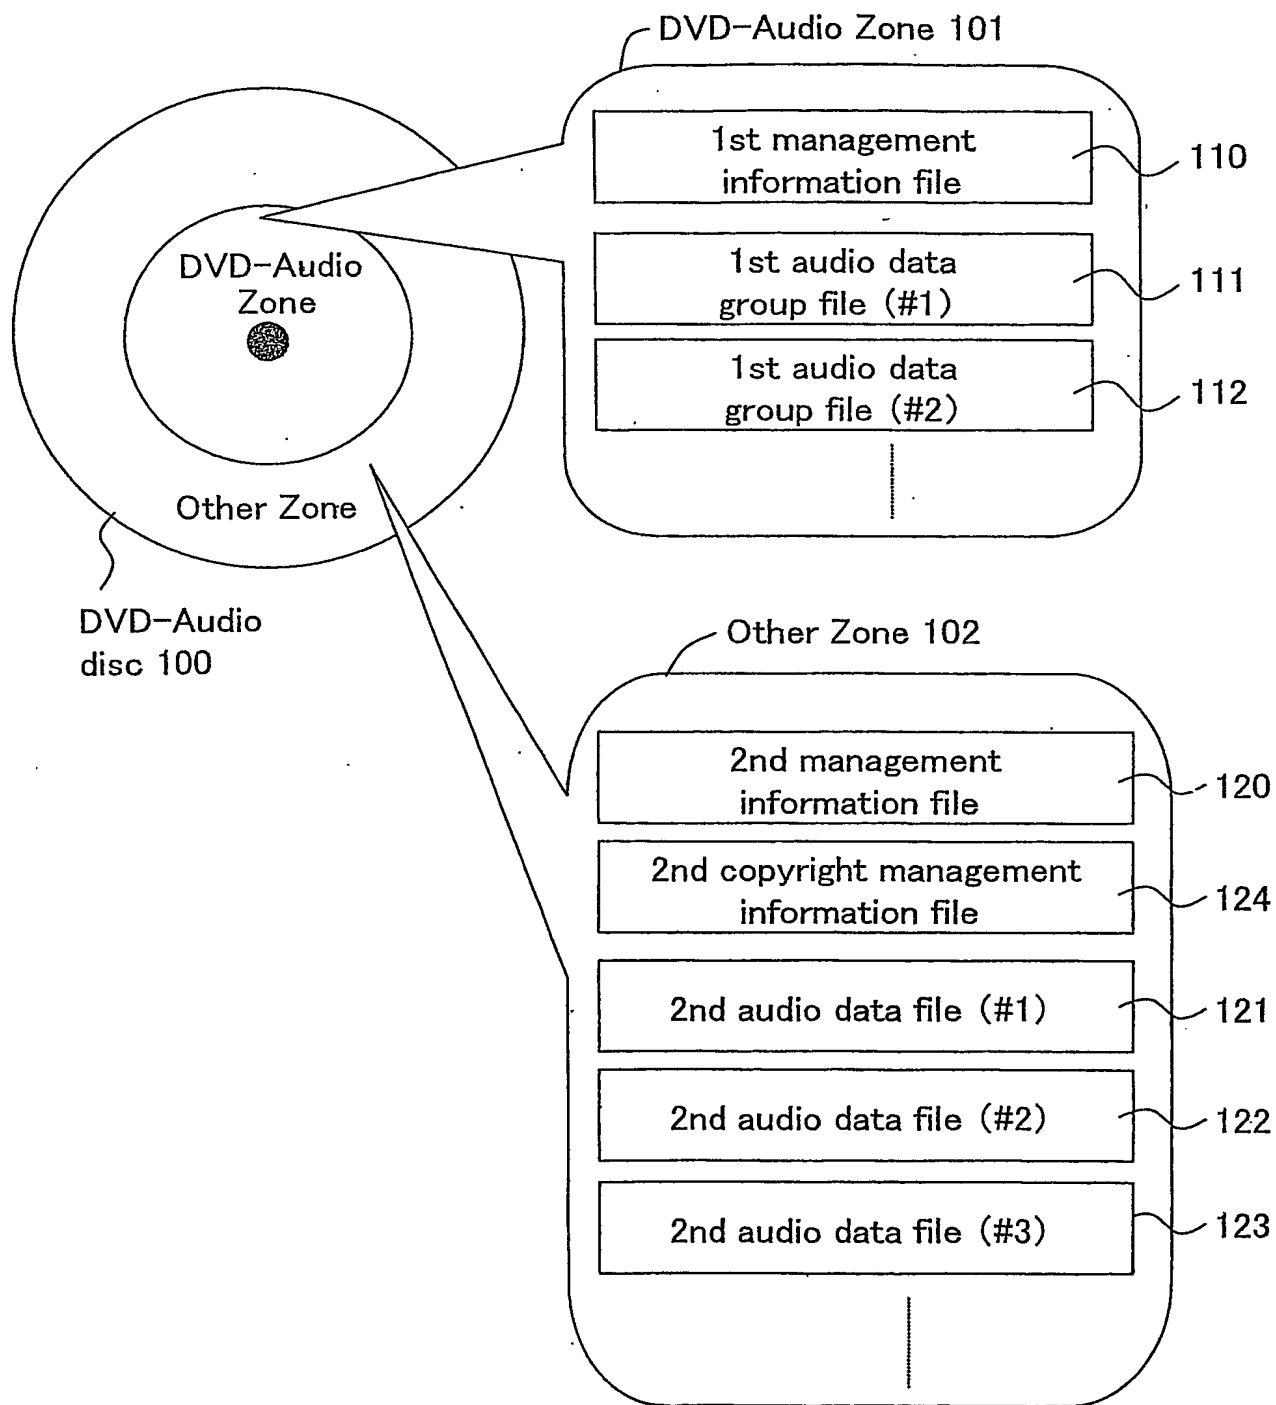 DVD-Audio Zone 101
1st management
information file
110
1st audio data
group file (#1)
111
1st audio data
group file (#2)
112
DVD-Audio
Zone
Other Zone
DVD-Audio
disc 100
Other Zone 102
2nd management
information file
120
2nd copyright management
information file
124
2nd audio data file (#1)
121
2nd audio data file (#2)
122
2nd audio data file (#3)
123